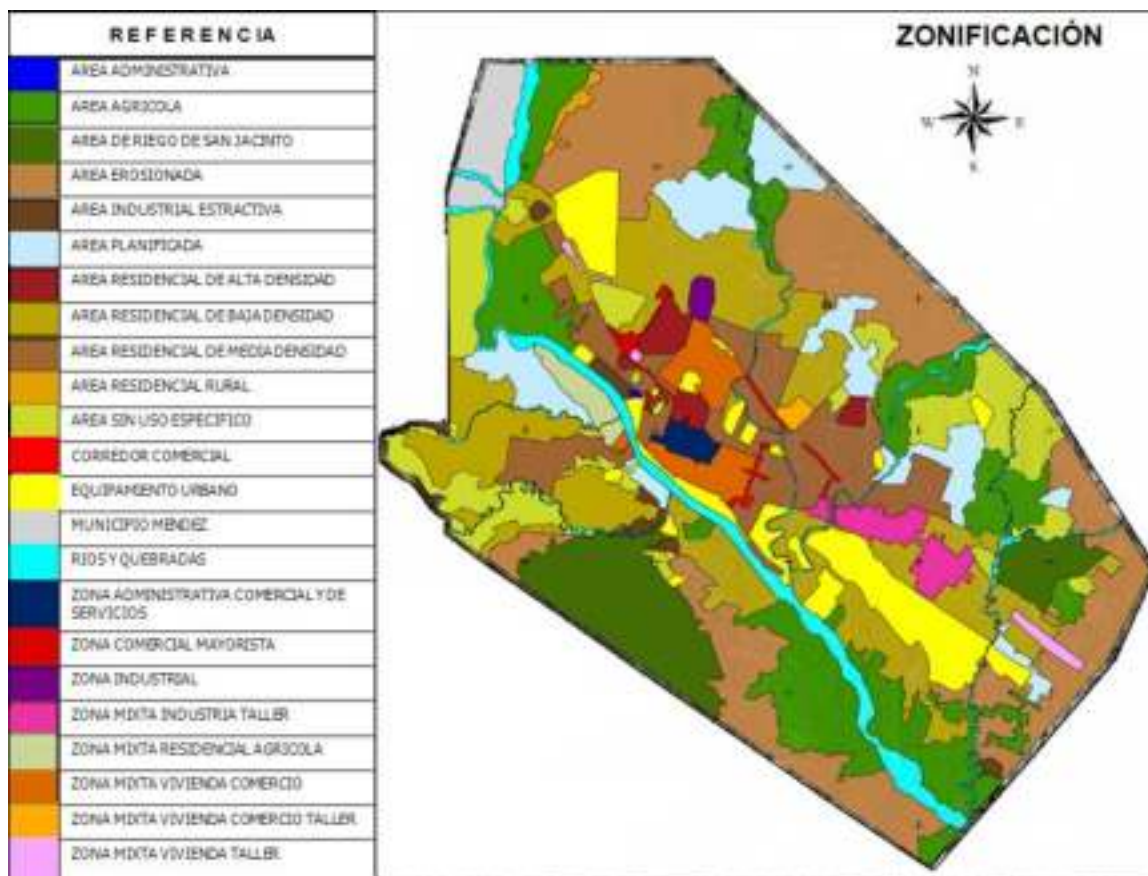 REFERENCIA
AREA ADMINISTRATIVA
AREA AGRICOLA
AREA DE RIEGO DE SAN JACINTO
AREA EROSIONADA
AREA INDUSTRIAL ESTRACTIVA
AREA PLANIFICADA
AREA RESIDENCIAL DE ALTA DENSIDAD
AREA RESIDENCIAL DE BAJA DENSIDAD
AREA RESIDENCIAL DE MEDIA DENSIDAD
AREA RESIDENCIAL RURAL
AREA SIN USO ESPECIFICO
CORREDOR COMERCIAL
EQUIPAMIENTO URBANO
MUNICIPIO MENDEZ
RIOS Y QUEBRADAS
ZONA ADMINISTRATIVA COMERCIAL Y DE
SERVICIOS
ZONA COMERCIAL MAYORISTA
ZONA INDUSTRIAL
ZONA MIXTA INDUSTRIA TALLER
ZONA MIXTA RESIDENCIAL AGRICOLA
ZONA MIXTA VIVIENDA COMERCIO
ZONA MIXTA VIVIENDA COMERCIO TALLER
ZONA MIXTA VIVIENDA TALLER
ZONIFICACIÓN
N
W E
S